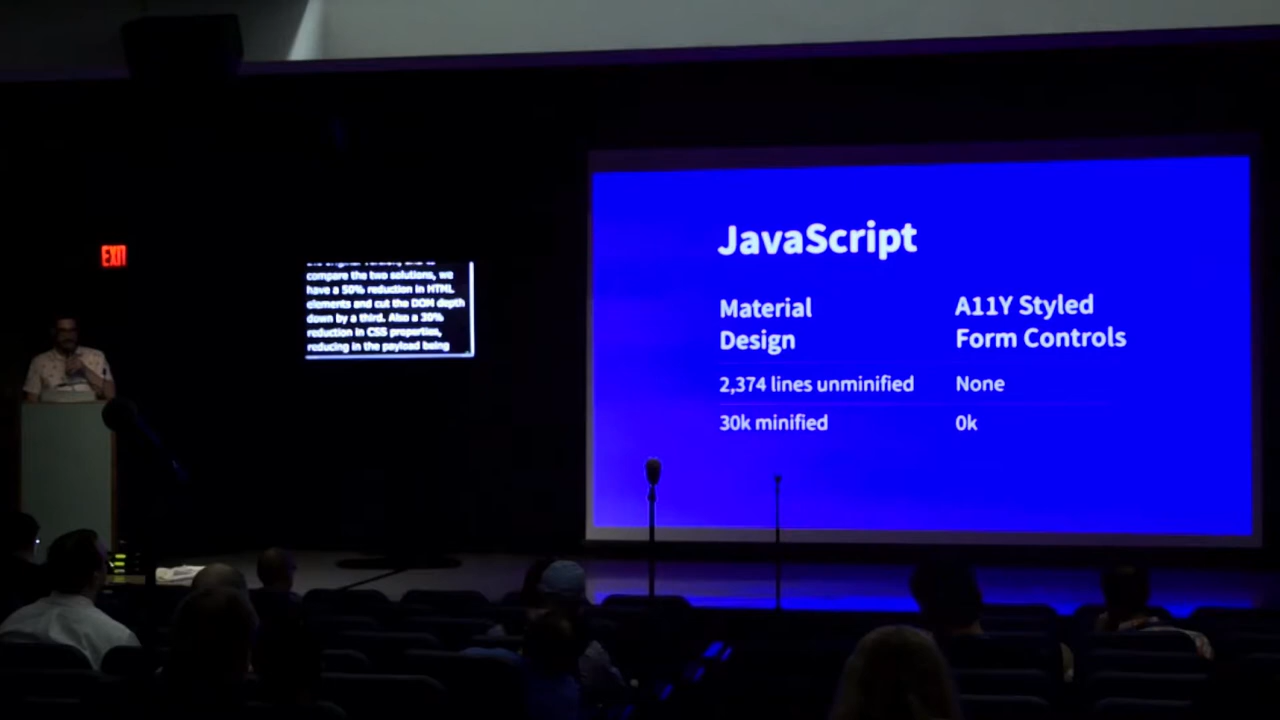 EXIT
compare the two solutions, we
have a 50% reduction in HTML
elements and cut the DOM depth
down by a third. Also a 30%
reduction in CSS properties,
reducing in the payload being
JavaScript
Material
Design
A11Y Styled
Form Controls
2,374 lines unminified
None
30k minified
0k